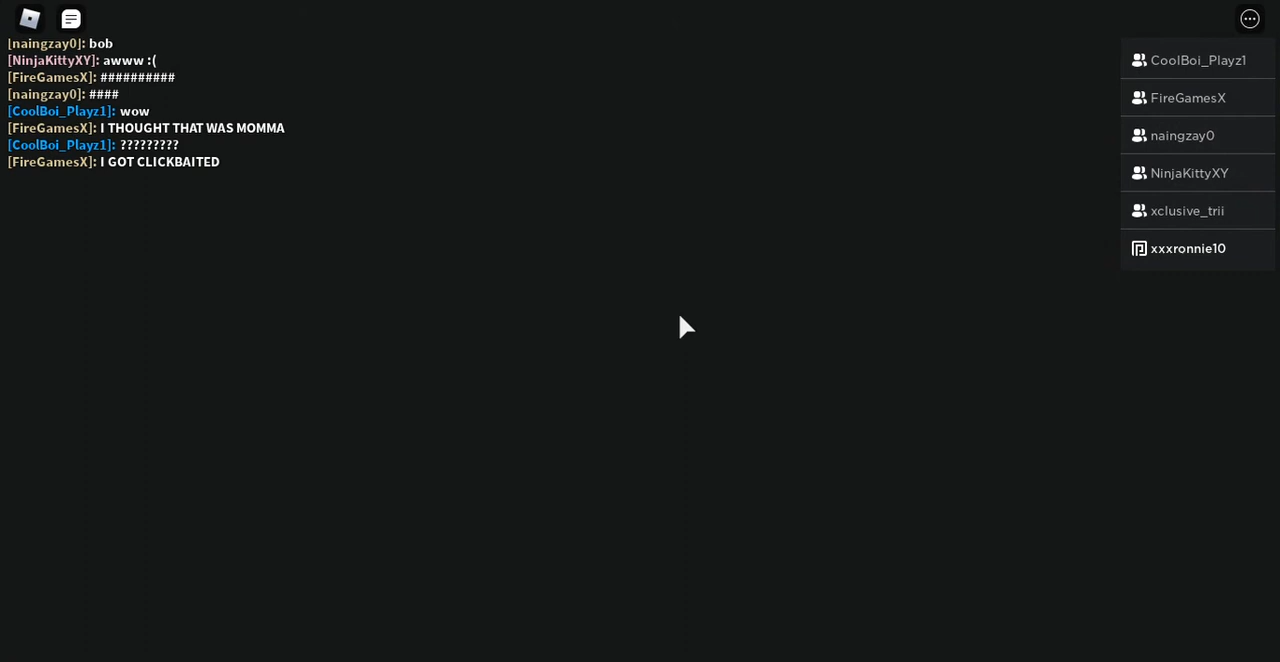 [naingzay0]: bob
[NinjaKittyXY]: awww :(
[FireGamesX]: ##########
[naingzay0]: ####
[CoolBoi_Playz1]: wow
[FireGamesX]: I THOUGHT THAT WAS MOMMA
[CoolBoi_Playz1]: ?????????
[FireGamesX]: I GOT CLICKBAITED
CoolBoi_Playz1
FireGamesX
naingzay0
NinjaKittyXY
xclusive_trii
xxxronnie10